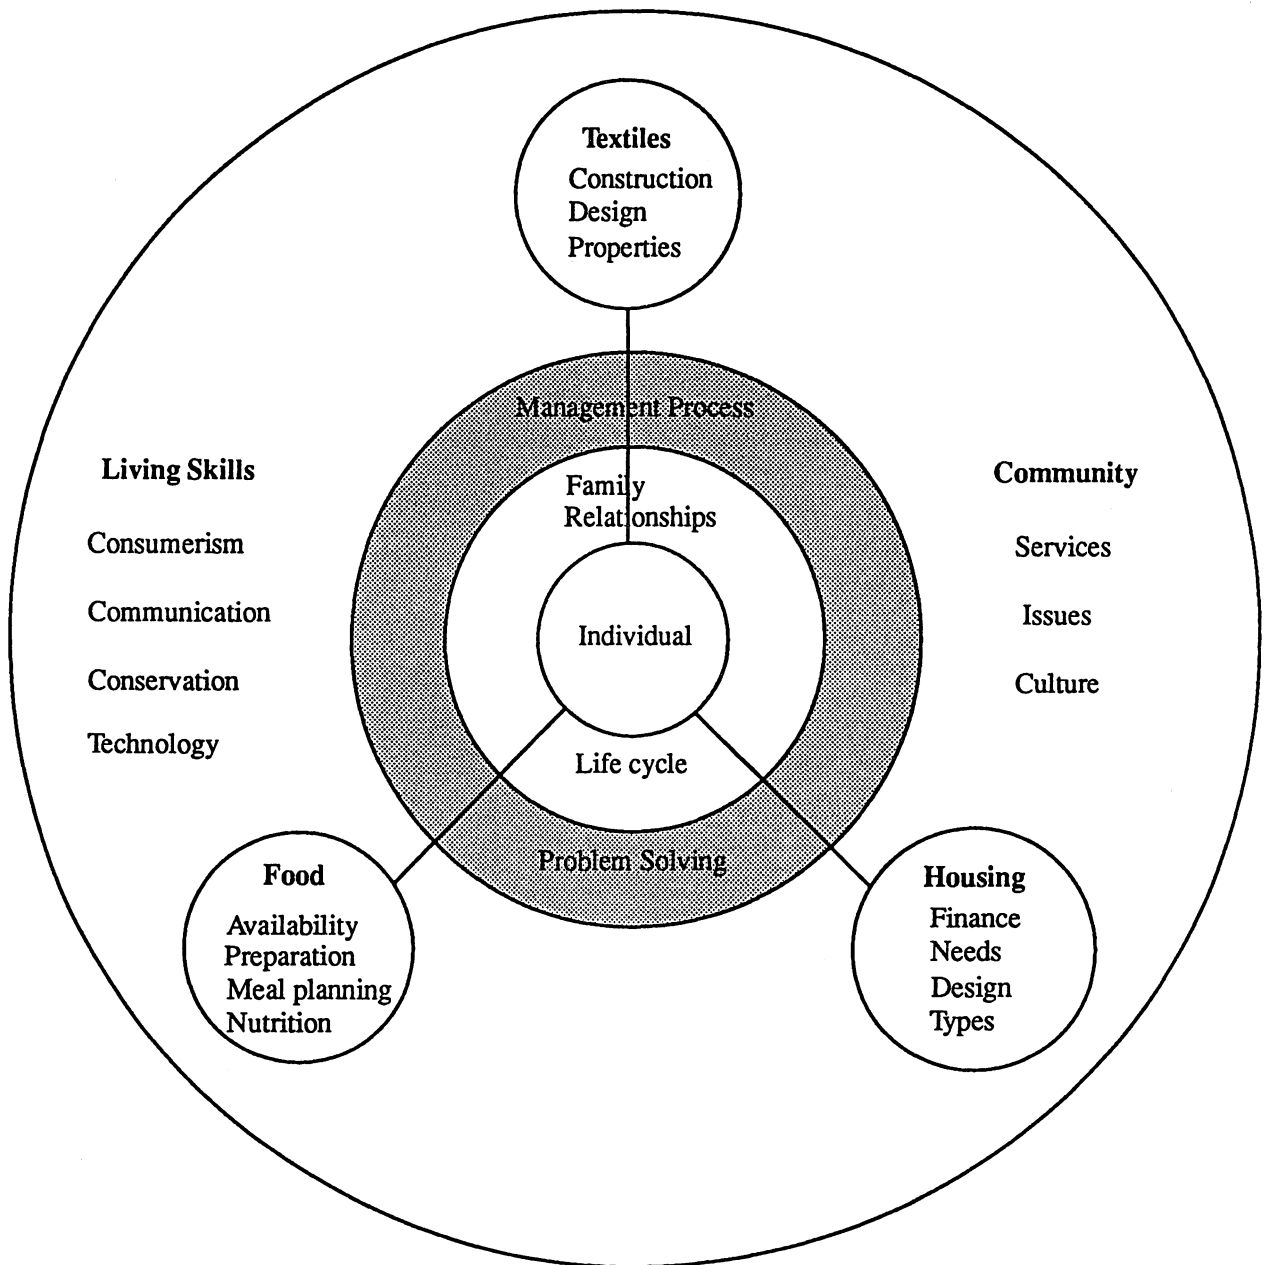 Textiles
Construction
Design
Properties
Management Process
Living Skills
Consumerism
Communication
Conservation
Technology
Family
Relationships
Individual
Life cycle
Problem Solving
Community
Services
Issues
Culture
Food
Availability
Preparation
Meal planning
Nutrition
Housing
Finance
Needs
Design
Types